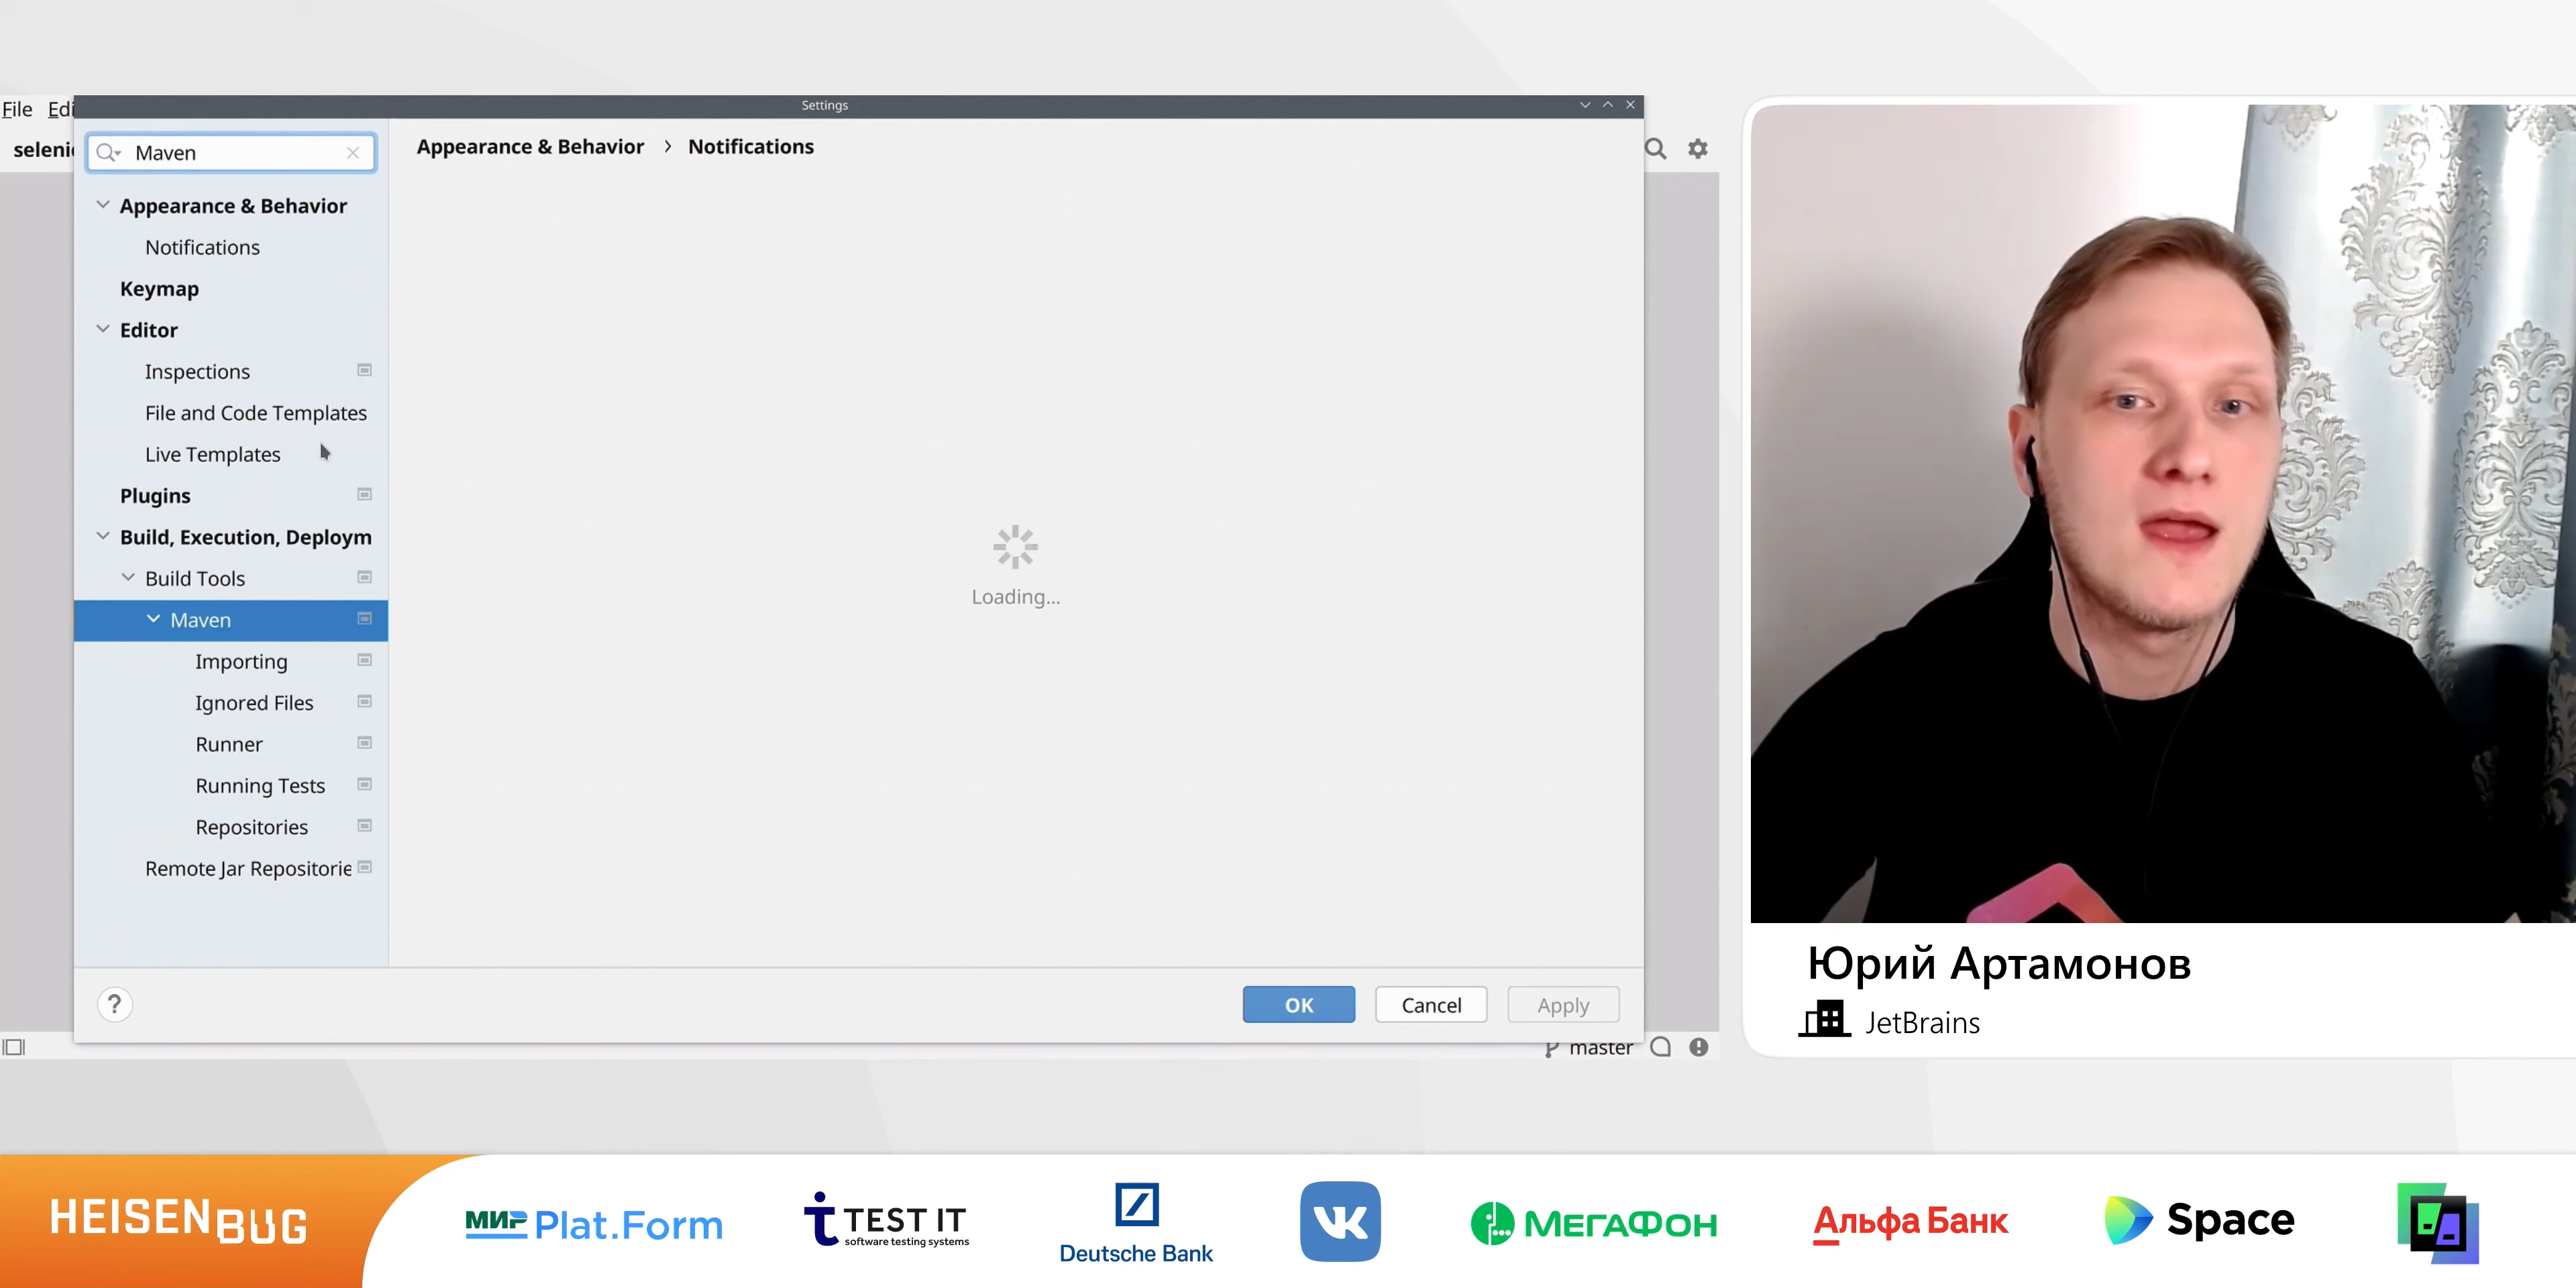 File Edi
seleni
Settings
Maven
Appearance & Behavior
Notifications
Keymap
Editor
Inspections
File and Code Templates
Live Templates
Plugins
Build, Execution, Deploym
Build Tools
Maven
Importing
Ignored Files
Runner
Running Tests
Repositories
Remote Jar Repositorie
Appearance & Behavior › Notifications
Loading...
?
OK Cancel Apply
master
Юрий Артамонов
JetBrains
HEISENBUG
МИР Plat.Form
TEST IT
software testing systems
Deutsche Bank
VK
МЕГАФОН
Альфа Банк
Space